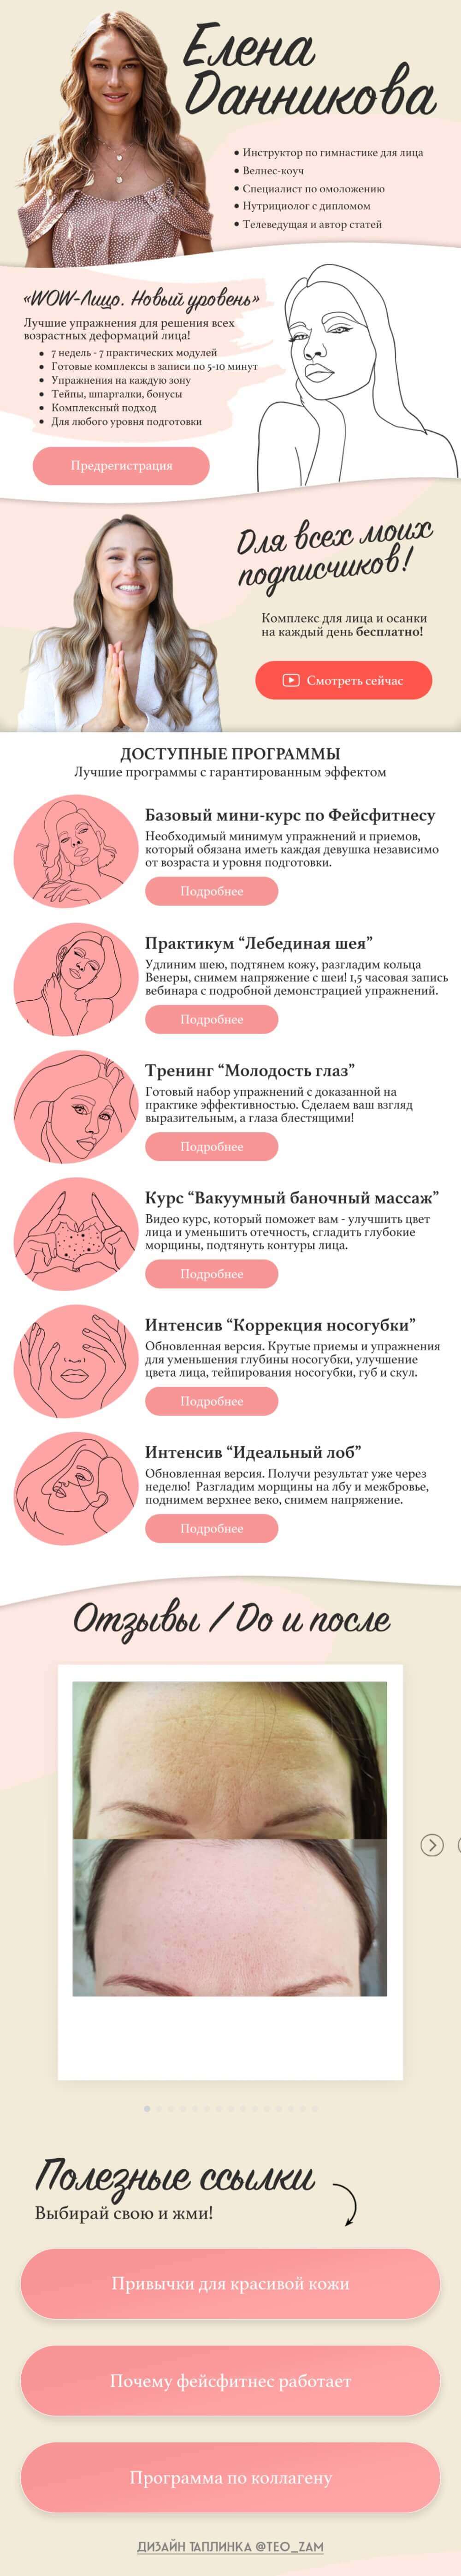 Елена
Данникова
• Инструктор по гимнастике для лица
• Велнес-коуч
• Специалист по омоложению
• Нутрициолог с дипломом
• Телеведущая и автор статей
«WOW-Лицо. Новый уровень»
Лучшие упражнения для решения всех
возрастных деформаций лица!
• 7 недель - 7 практических модулей
• Готовые комплексы в записи по 5-10 минут
• Упражнения на каждую зону
• Тейпы, шпаргалки, бонусы
• Комплексный подход
• Для любого уровня подготовки
Предрегистрация
Для всех моих
подписчиков!
Комплекс для лица и осанки
на каждый день бесплатно!
Смотреть сейчас
ДОСТУПНЫЕ ПРОГРАММЫ
Лучшие программы с гарантированным эффектом
Базовый мини-курс по Фейсфитнесу
Необходимый минимум упражнений и приемов,
который обязана иметь каждая девушка независимо
от возраста и уровня подготовки.
Подробнее
Практикум “Лебединая шея”
Удлиним шею, подтянем кожу, разгладим кольца
Венеры, снимем напряжение с шеи! 1,5 часовая запись
вебинара с подробной демонстрацией упражнений.
Подробнее
Тренинг “Молодость глаз”
Готовый набор упражнений с доказанной на
практике эффективностью. Сделаем ваш взгляд
выразительным, а глаза блестящими!
Подробнее
Курс “Вакуумный баночный массаж”
Видео курс, который поможет вам - улучшить цвет
лица и уменьшить отечность, сгладить глубокие
морщины, подтянуть контуры лица.
Подробнее
Интенсив “Коррекция носогубки”
Обновленная версия. Крутые приемы и упражнения
для уменьшения глубины носогубки, улучшение
цвета лица, тейпирования носогубки, губ и скул.
Подробнее
Интенсив “Идеальный лоб”
Обновленная версия. Получи результат уже через
неделю! Разгладим морщины на лбу и межбровье,
поднимем верхнее веко, снимем напряжение.
Подробнее
Отзывы / До и после
Полезные ссылки
Выбирай свою и жми!
Привычки для красивой кожи
Почему фейсфитнес работает
Программа по коллагену
ДИЗАЙН ТАПЛИНКА @TEO_ZAM